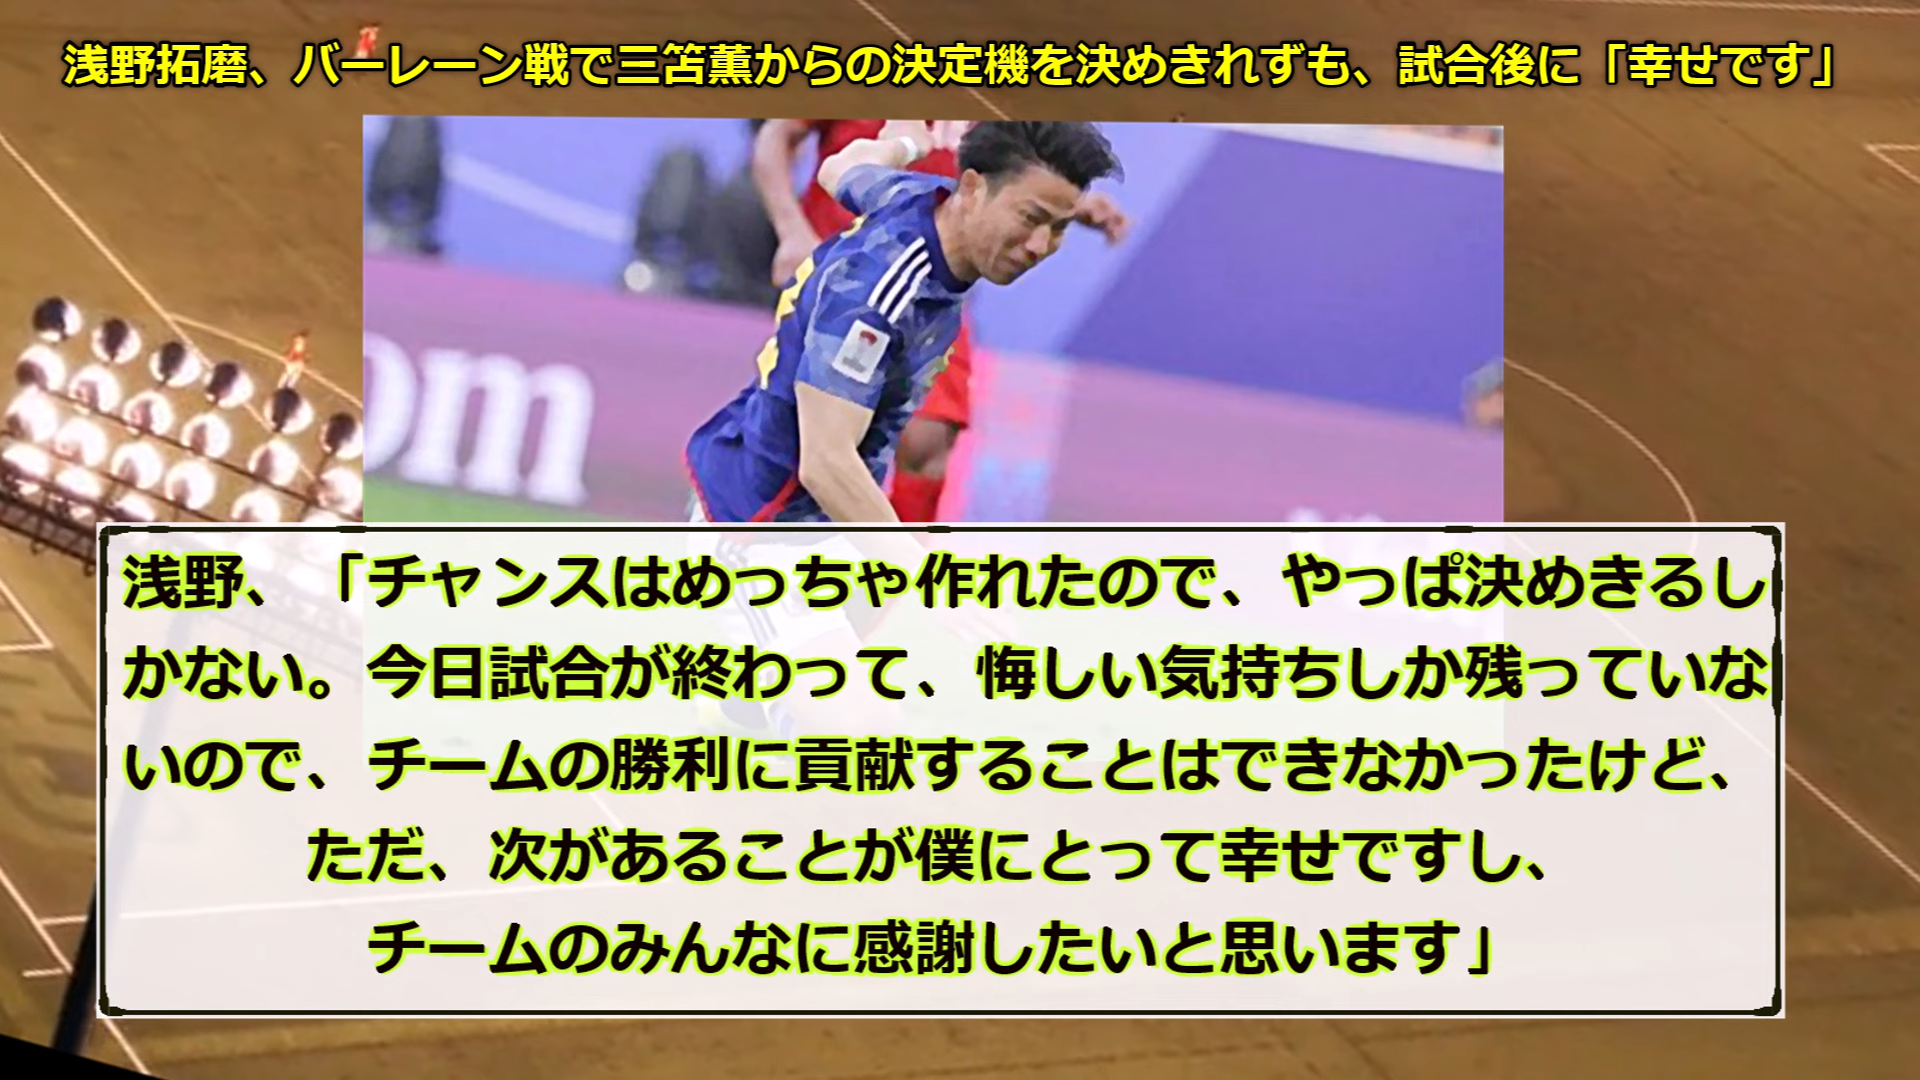 浅野拓磨、バーレーン戦で三笘薫からの決定機を決めきれずも、試合後に「幸せです」
om
浅野、「チャンスはめっちゃ作れたので、やっぱ決めきるし
かない。今日試合が終わって、悔しい気持ちしか残っていな
いので、チームの勝利に貢献することはできなかったけど、
ただ、次があることが僕にとって幸せですし、
チームのみんなに感謝したいと思います」